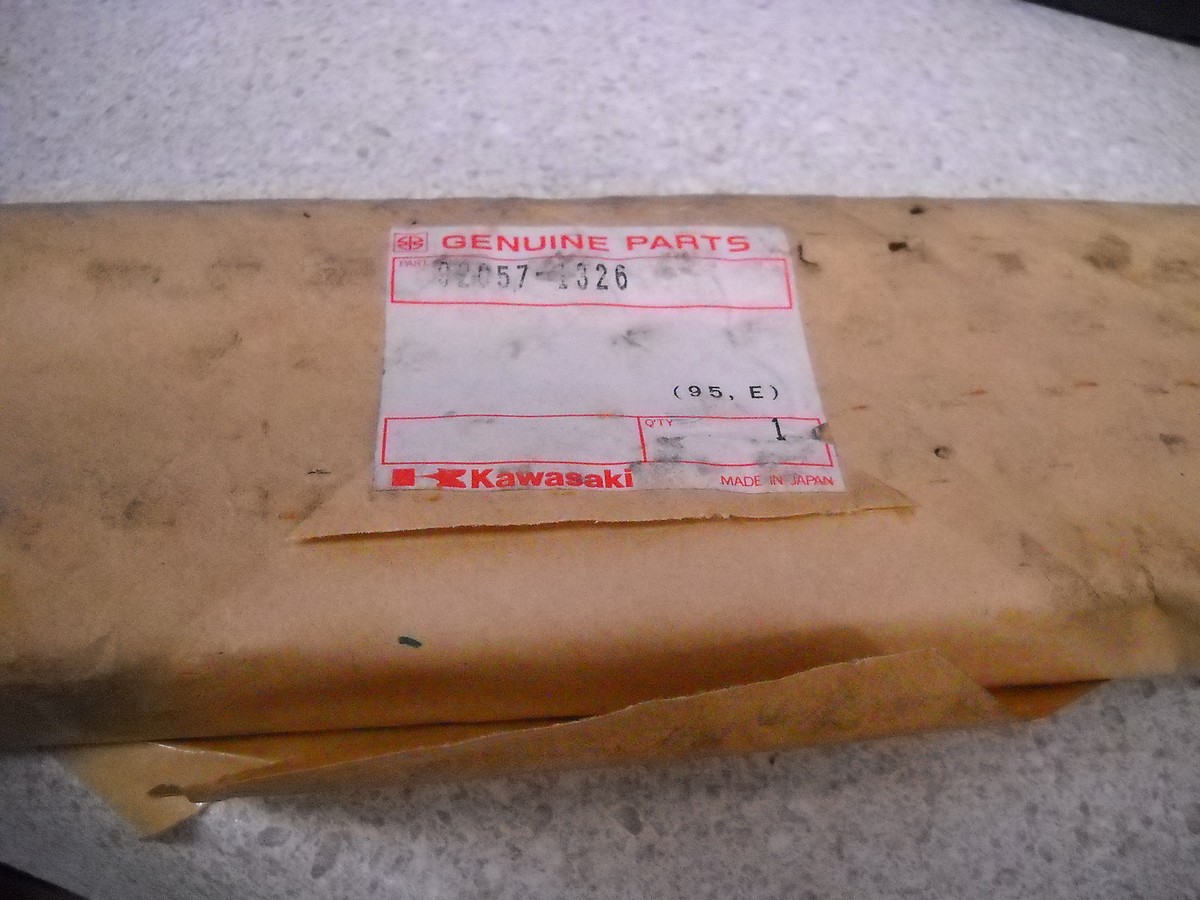 GENUINE PARTS
PART
92057-1326
(95, E)
Q'TY
1
Kawasaki
MADE IN JAPAN